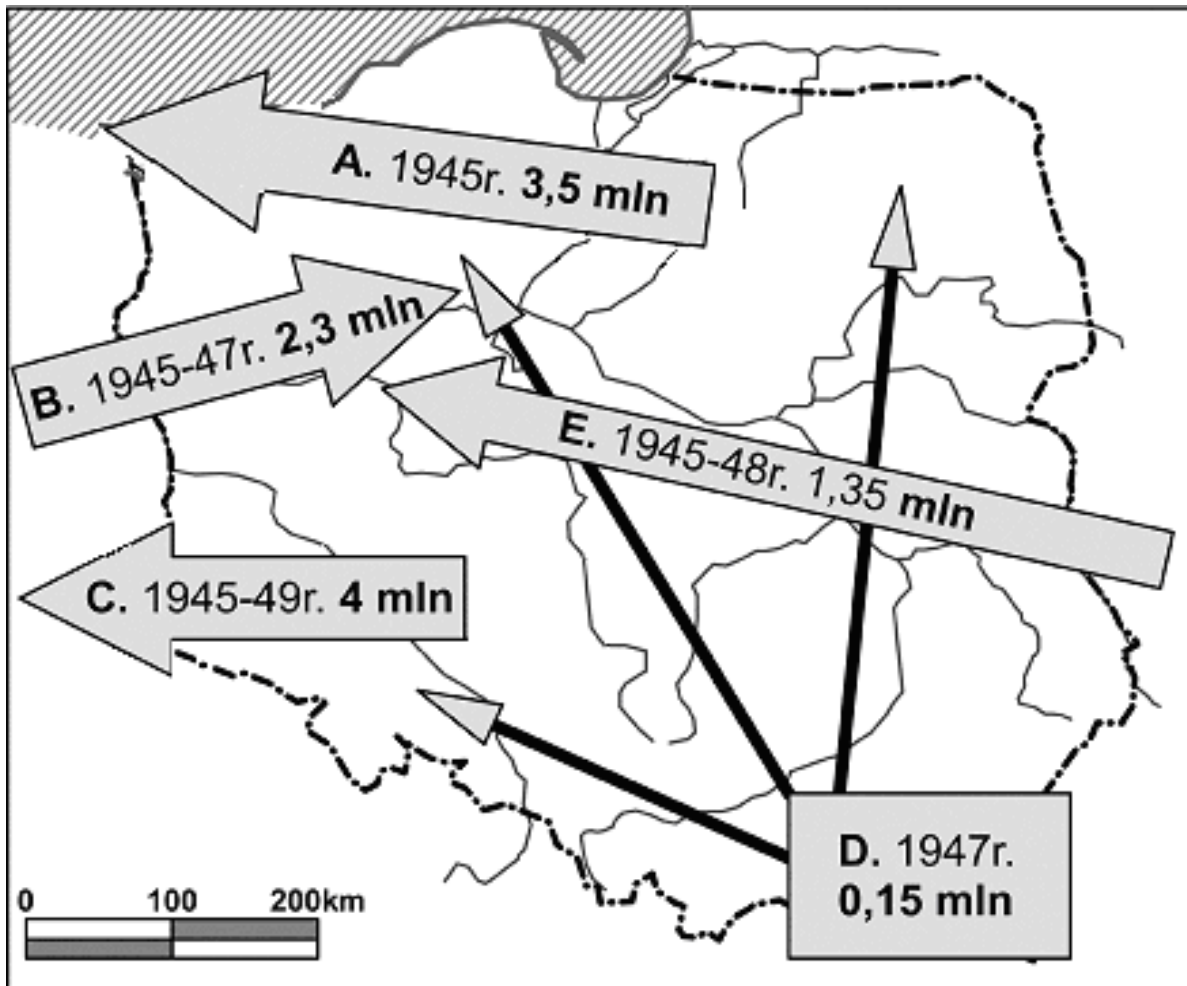 A. 1945r. 3,5 mln
B. 1945-47r. 2,3 mln
E. 1945-48r. 1,35 mln
C. 1945-49r. 4 mln
D. 1947r.
0,15 mln
0 100 200km